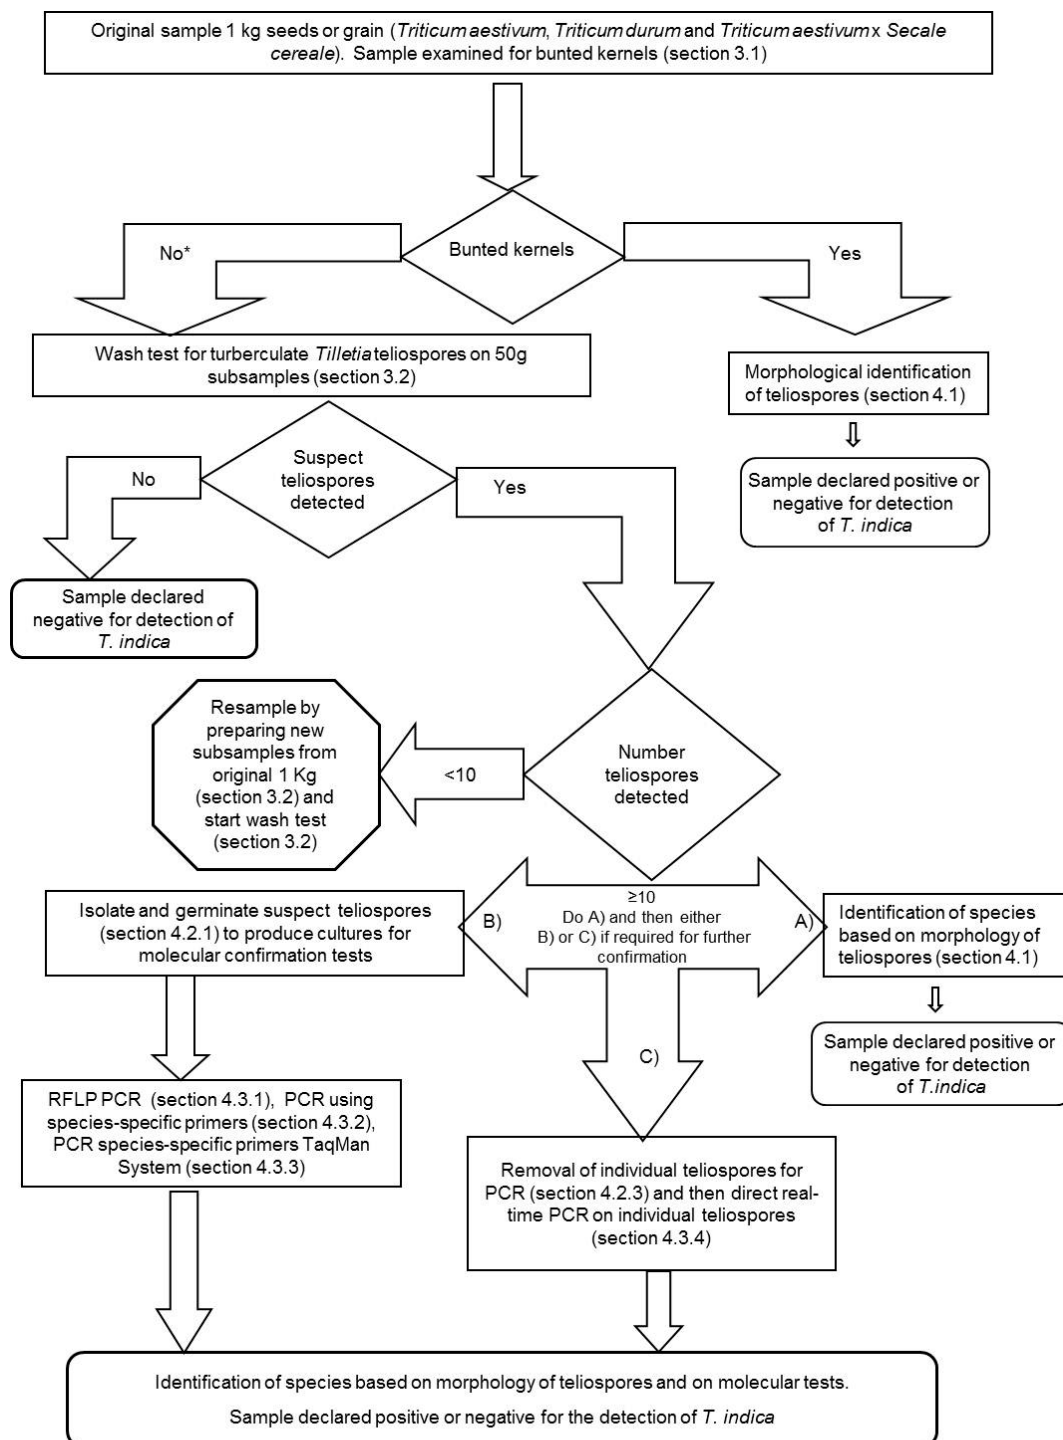 Original sample 1 kg seeds or grain (Triticum aestivum, Triticum durum and Triticum aestivum x Secale
cereale). Sample examined for bunted kernels (section 3.1)
No*
Bunted kernels
Yes
Wash test for turberculate Tilletia teliospores on 50g
subsamples (section 3.2)
Morphological identification
of teliospores (section 4.1)
Sample declared positive or
negative for detection
of T. indica
No
Suspect
teliospores
detected
Yes
Sample declared
negative for detection of
T. indica
Resample by
preparing new
subsamples from
original 1 Kg
(section 3.2) and
start wash test
(section 3.2)
<10
Number
teliospores
detected
Isolate and germinate suspect teliospores
(section 4.2.1) to produce cultures for
molecular confirmation tests
B)
≥10
Do A) and then either
B) or C) if required for further
confirmation
A)
Identification of species
based on morphology of
teliospores (section 4.1)
Sample declared positive or
negative for detection
of T.indica
C)
RFLP PCR (section 4.3.1), PCR using
species-specific primers (section 4.3.2),
PCR species-specific primers TaqMan
System (section 4.3.3)
Removal of individual teliospores for
PCR (section 4.2.3) and then direct real-
time PCR on individual teliospores
(section 4.3.4)
Identification of species based on morphology of teliospores and on molecular tests.
Sample declared positive or negative for the detection of T. indica